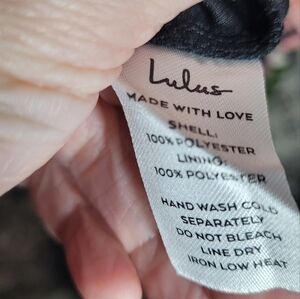 Lulus
MADE WITH LOVE
SHELL:
100% POLYESTER
LINING:
100% POLYESTER
HAND WASH COLD
SEPARATELY
DO NOT BLEACH
LINE DRY
IRON LOW HEAT